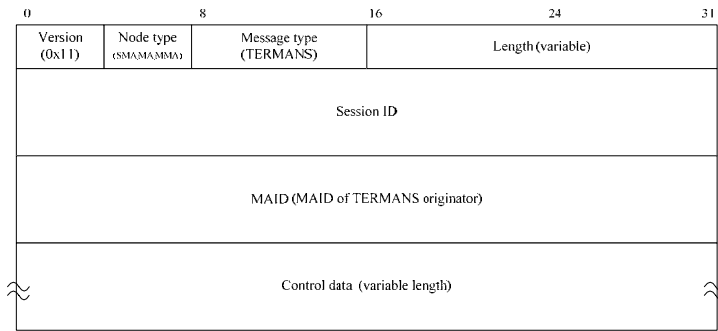 0 8 16 24 31
Version
(0x11)
Node type
(SMA,MA,MMA)
Message type
(TERMANS)
Length (variable)
Session ID
MAID (MAID of TERMANS originator)
Control data (variable length)